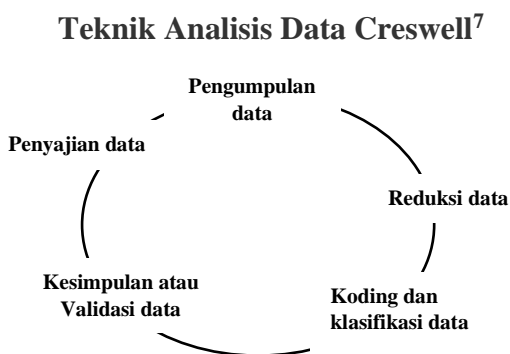 Teknik Analisis Data Creswell⁷
Pengumpulan
data
Penyajian data
Reduksi data
Kesimpulan atau
Validasi data
Koding dan
klasifikasi data